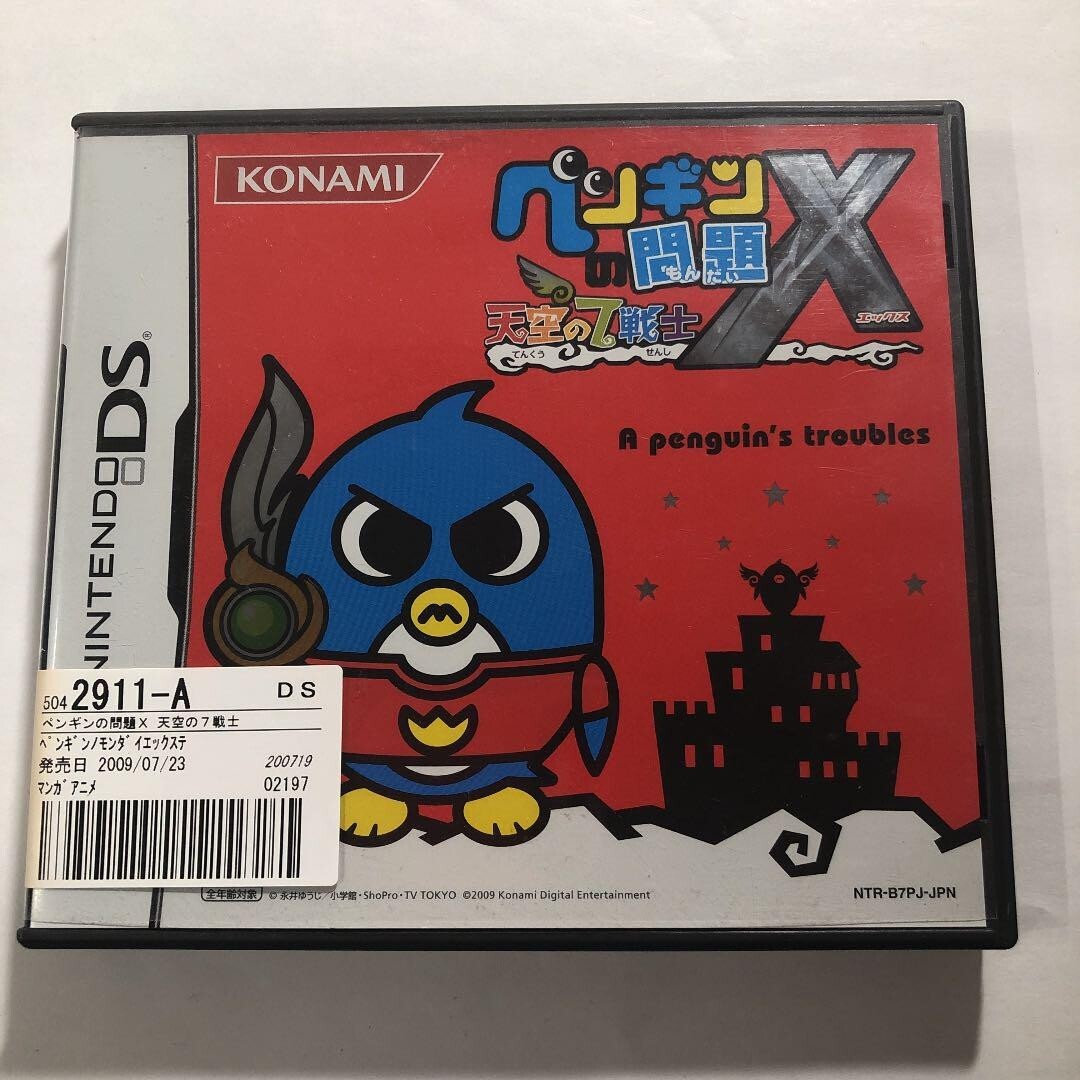 KONAMI
ペンギンの問題X
もんだい
エックス
天空の7戦士
てんくう せんし
A penguin's troubles
NINTENDO DS®
504 2911-A DS
ペンギンの問題X 天空の7戦士
ﾍﾟﾝｷﾞﾝﾉﾓﾝﾀﾞｲｴｯｸｽﾃ
発売日 2009/07/23 200719
ﾏﾝｶﾞｱﾆﾒ 02197
全年齢対象 © 永井ゆうじ/小学館・ShoPro・TV TOKYO ©2009 Konami Digital Entertainment
NTR-B7PJ-JPN